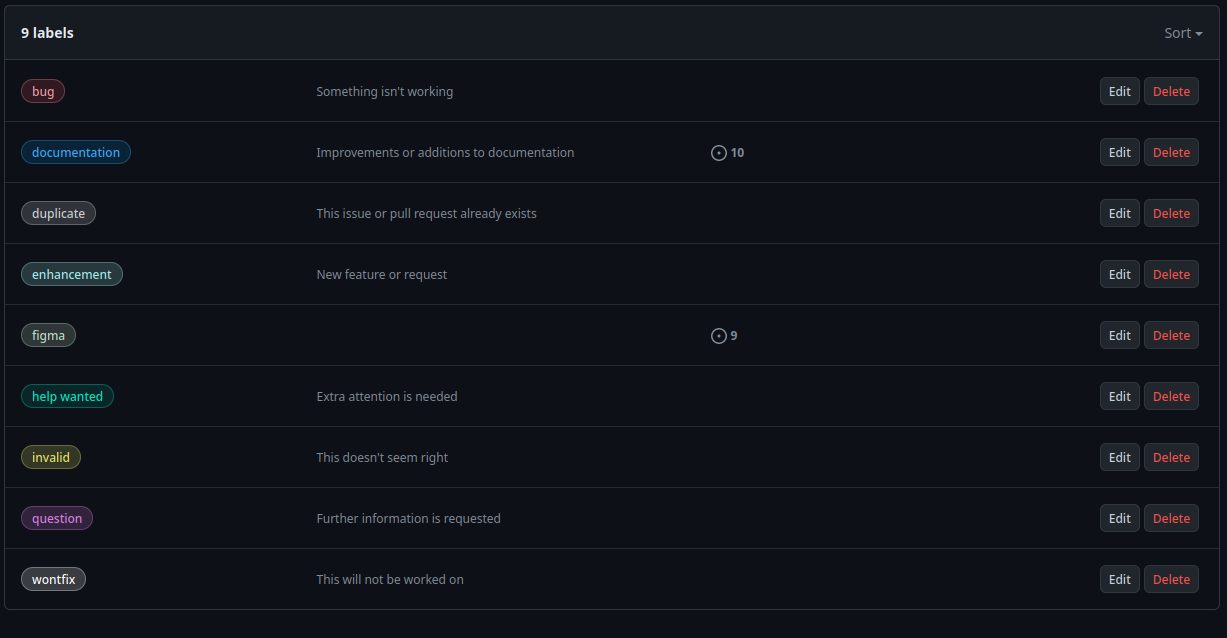 9 labels Sort
bug Something isn't working Edit Delete
documentation Improvements or additions to documentation 10 Edit Delete
duplicate This issue or pull request already exists Edit Delete
enhancement New feature or request Edit Delete
figma 9 Edit Delete
help wanted Extra attention is needed Edit Delete
invalid This doesn't seem right Edit Delete
question Further information is requested Edit Delete
wontfix This will not be worked on Edit Delete